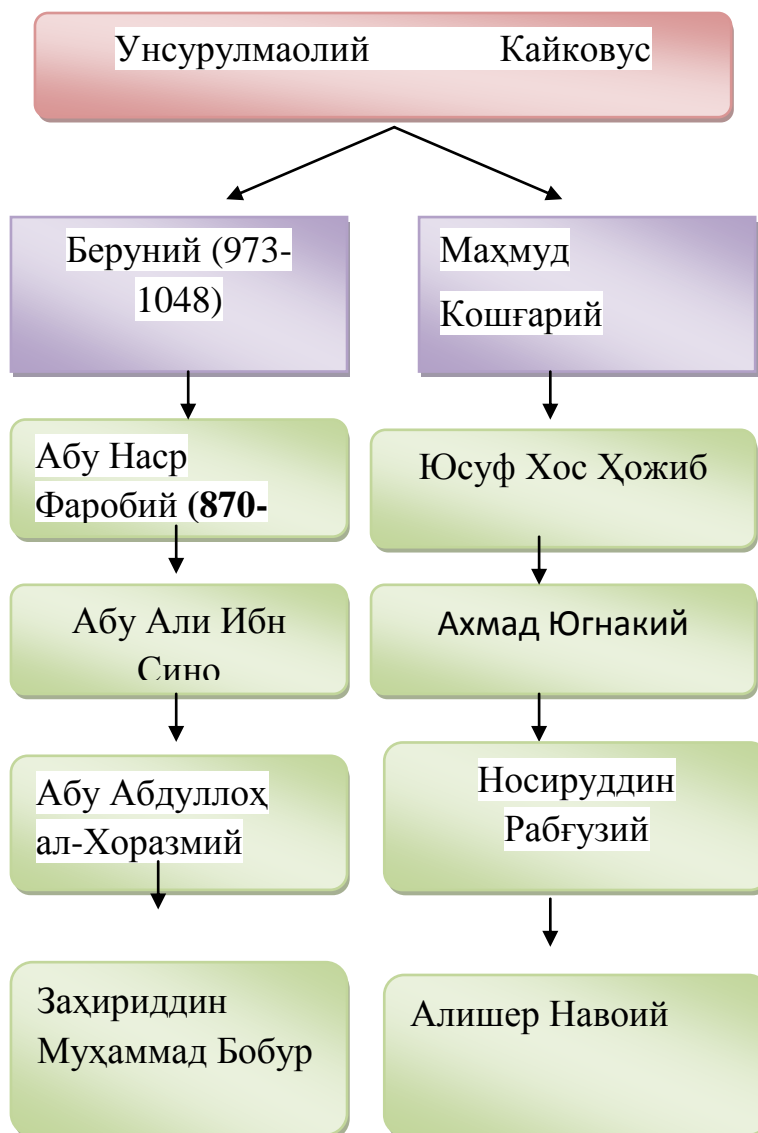 Унсурулмаолий Кайковус
Беруний (973-
1048)
Маҳмуд
Кошғарий
Абу Наср
Фаробий (870-
Юсуф Хос Ҳожиб
Абу Али Ибн
Сино
Ахмад Югнакий
Абу Абдуллоҳ
ал-Хоразмий
Носируддин
Рабғузий
Заҳириддин
Муҳаммад Бобур
Алишер Навоий